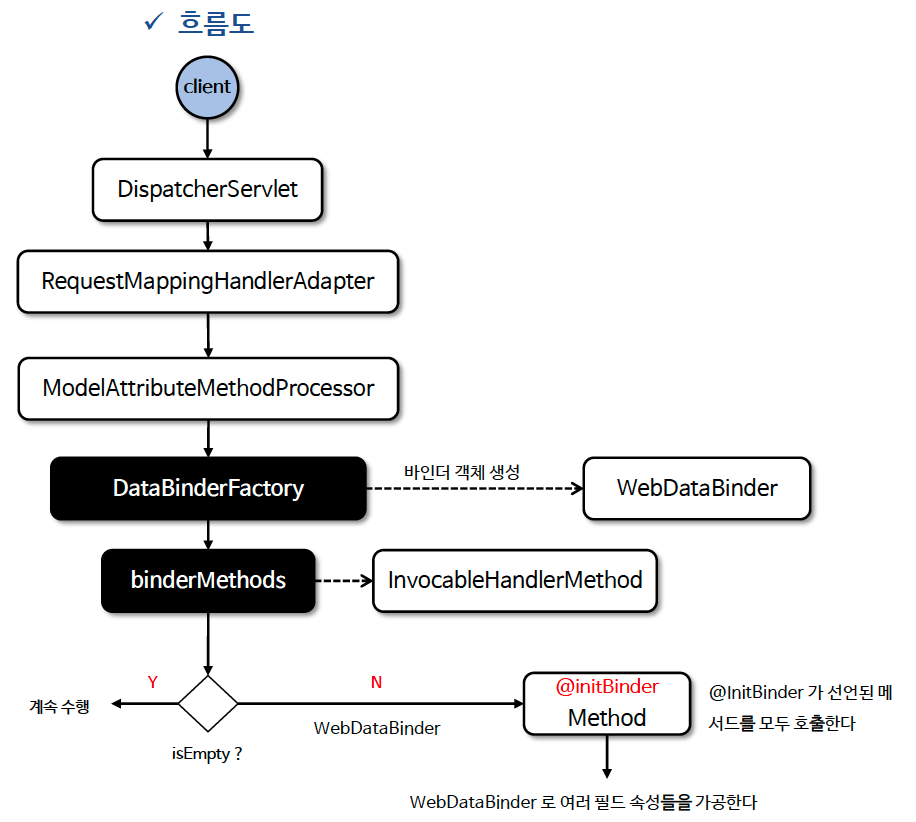 ✓ 흐름도
client
DispatcherServlet
RequestMappingHandlerAdapter
ModelAttributeMethodProcessor
DataBinderFactory
바인더 객체 생성
WebDataBinder
binderMethods
InvocableHandlerMethod
Y
N
계속 수행
WebDataBinder
isEmpty ?
@initBinder
Method
@InitBinder 가 선언된 메
서드를 모두 호출한다
WebDataBinder 로 여러 필드 속성들을 가공한다